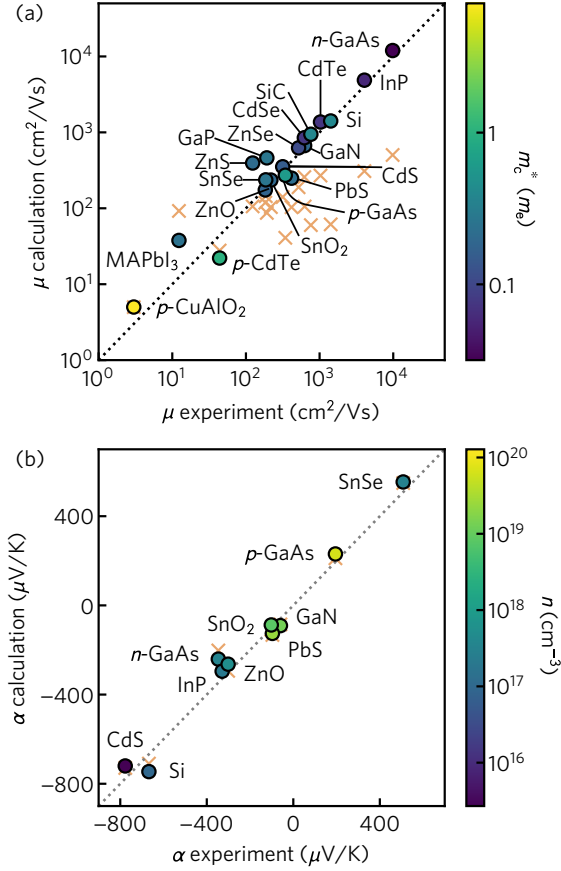 (a)
μ calculation (cm²/Vs)
10⁵
10⁴
10³
10²
10¹
10⁰
n-GaAs
CdTe
InP
SiC
CdSe
Si
ZnSe
GaN
GaP
ZnS
CdS
SnSe
PbS
ZnO
p-GaAs
SnO₂
MAPbI₃
p-CdTe
p-CuAlO₂
10⁰ 10¹ 10² 10³ 10⁴
μ experiment (cm²/Vs)
1
0.1
m*c (me)
(b)
α calculation (μV/K)
400
0
−400
−800
SnSe
p-GaAs
SnO₂
GaN
PbS
n-GaAs
InP
ZnO
CdS
Si
−800 −400 0 400
α experiment (μV/K)
10²⁰
10¹⁹
10¹⁸
10¹⁷
10¹⁶
n (cm⁻³)